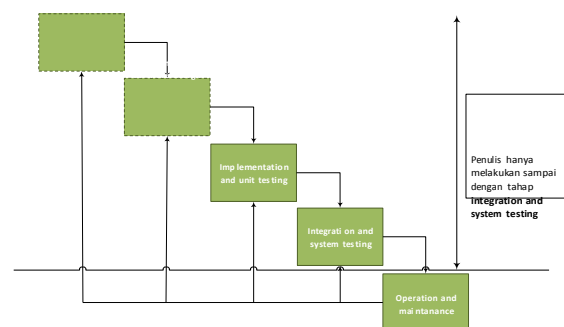 Implementation
and unit testing
Integration and
system testing
Operation and
maintanance
Penulis hanya
melakukan sampai
dengan tahap
Integration and
system testing